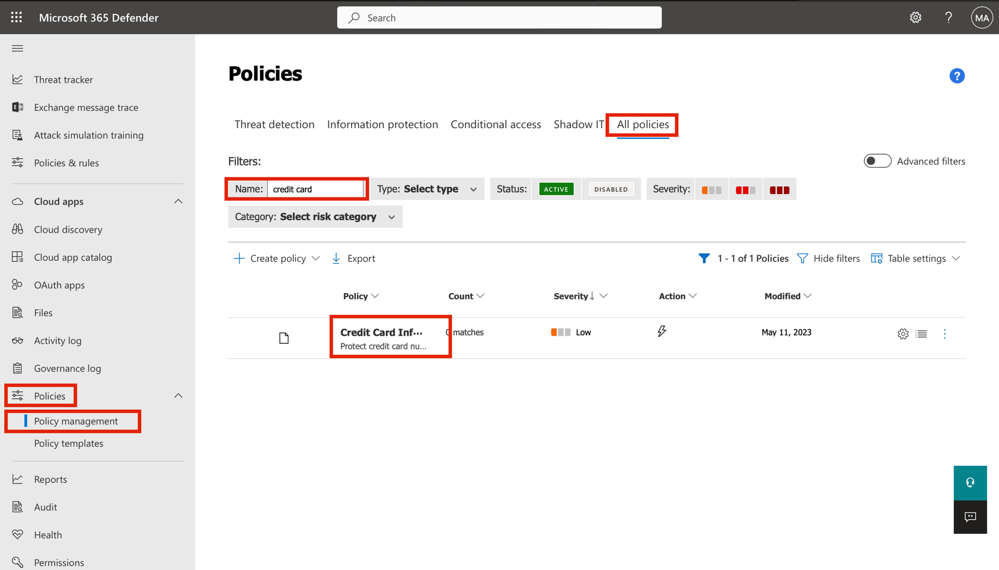 Microsoft 365 Defender
Search
?
MA
Threat tracker
Exchange message trace
Attack simulation training
Policies & rules
Cloud apps
Cloud discovery
Cloud app catalog
OAuth apps
Files
Activity log
Governance log
Policies
Policy management
Policy templates
Reports
Audit
Health
Permissions
Policies
?
Threat detection Information protection Conditional access Shadow IT All policies
Filters:
Advanced filters
Name: credit card Type: Select type Status: ACTIVE DISABLED Severity:
Category: Select risk category
Create policy Export 1 - 1 of 1 Policies Hide filters Table settings
Policy Count Severity Action Modified
Credit Card Inf... 0 matches Low May 11, 2023
Protect credit card nu...